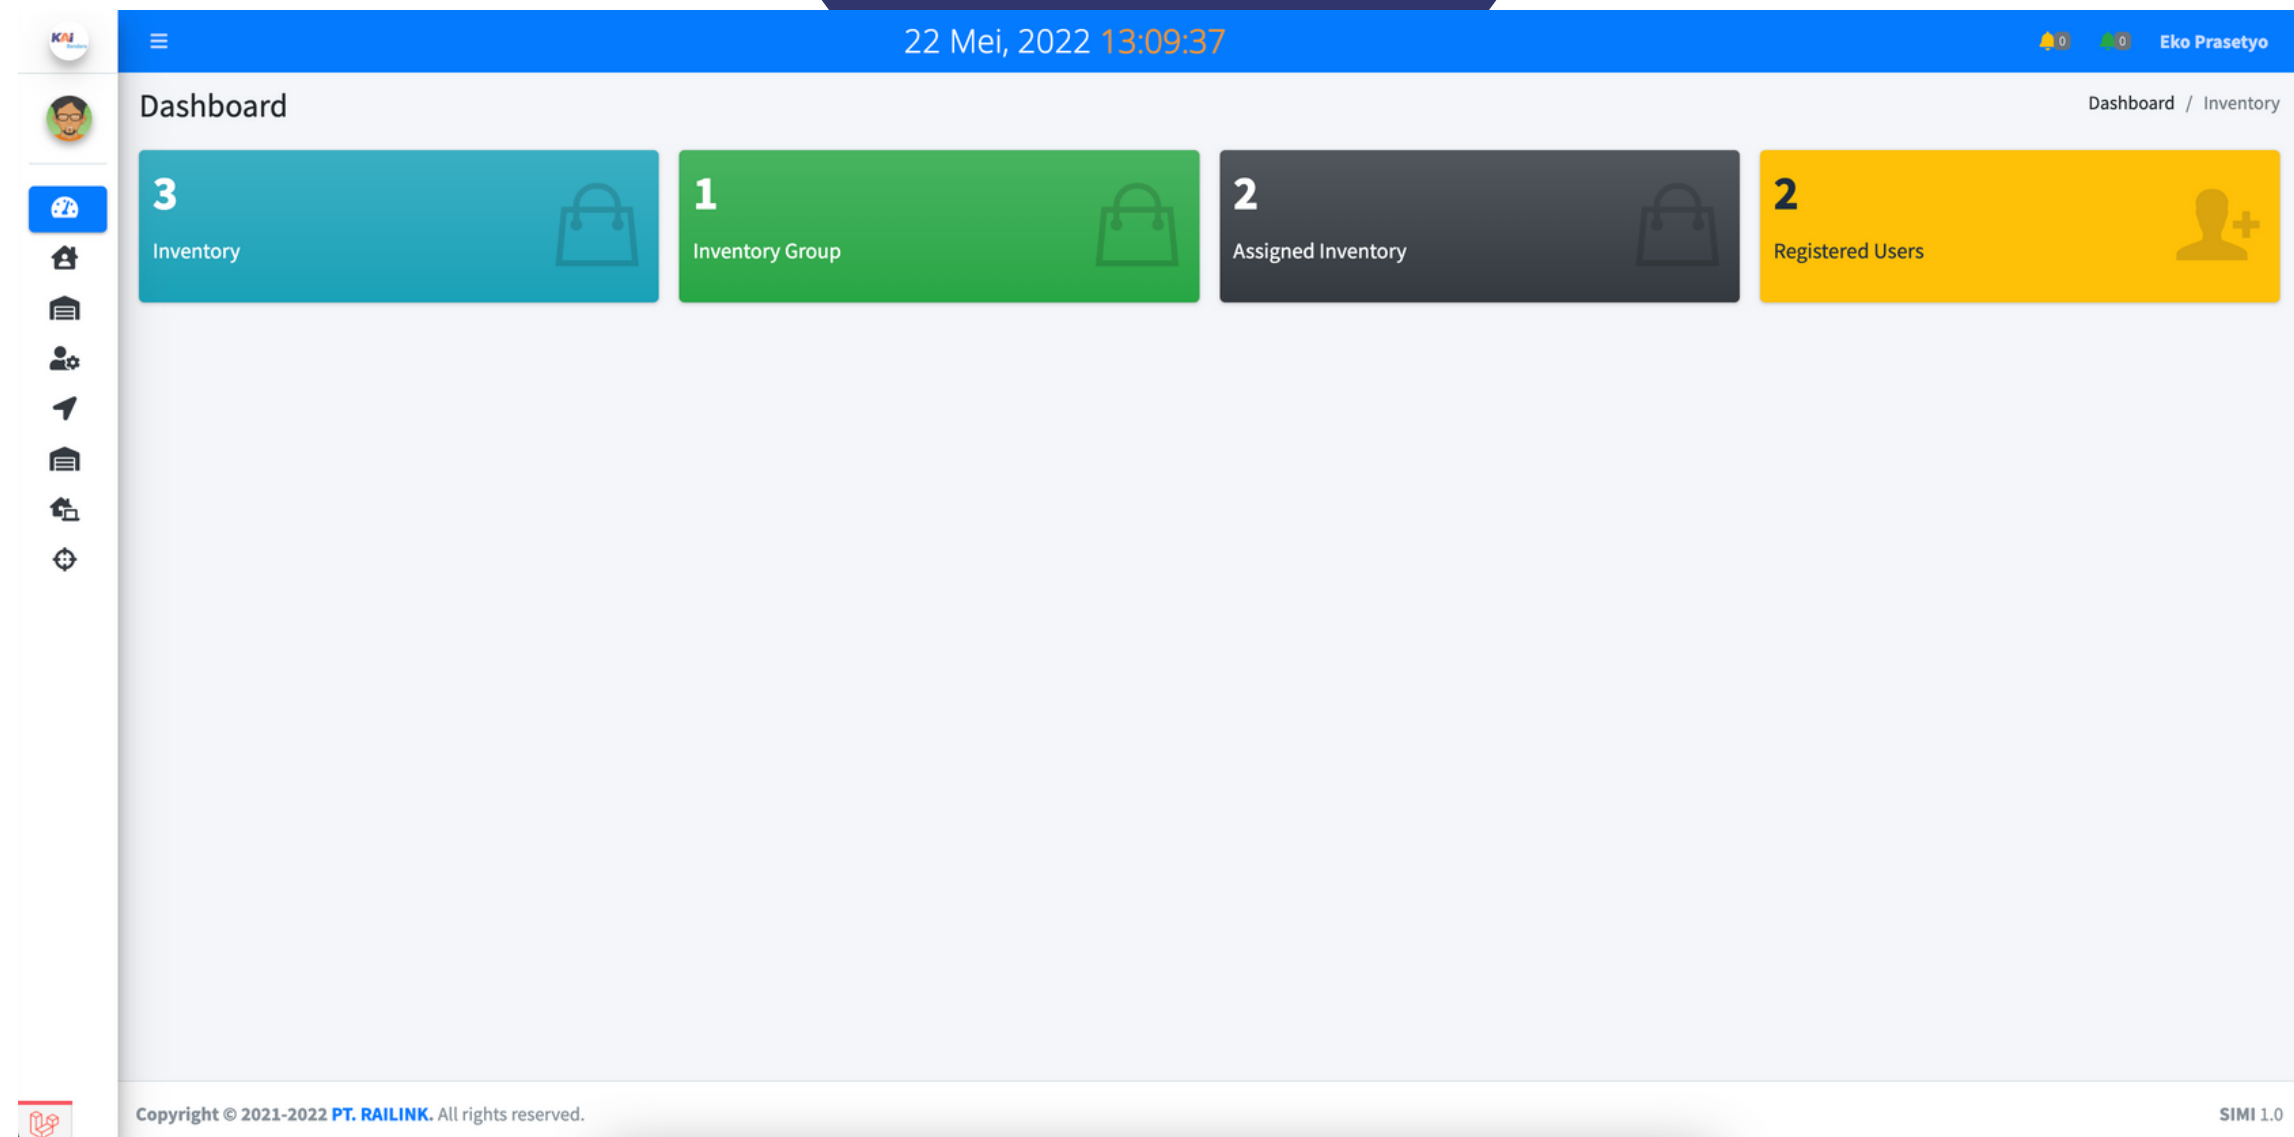 KAI
22 Mei, 2022 13:09:37
0
0
Eko Prasetyo
Dashboard
Dashboard / Inventory
3
Inventory
1
Inventory Group
2
Assigned Inventory
2
Registered Users
Copyright © 2021-2022 PT. RAILINK. All rights reserved.
SIMI 1.0